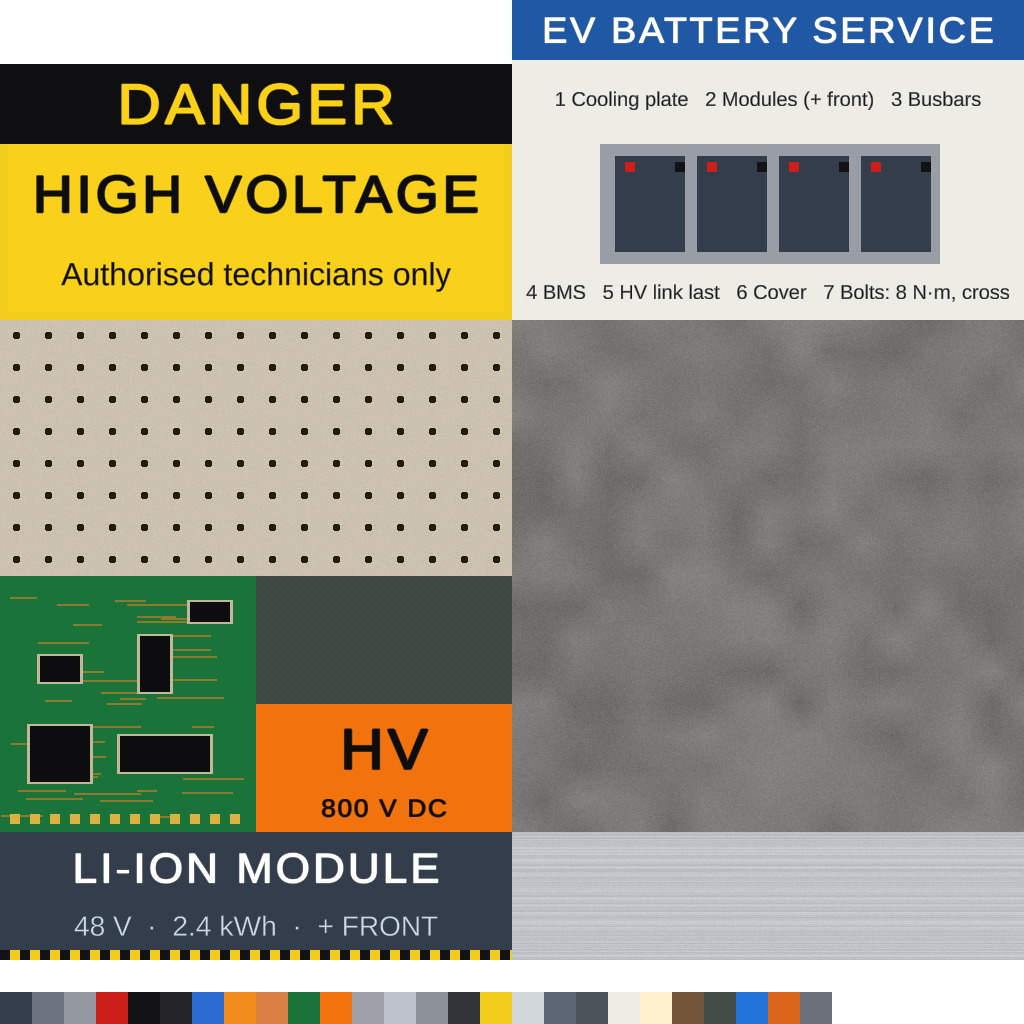 EV BATTERY SERVICE
1 Cooling plate 2 Modules (+ front) 3 Busbars
4 BMS 5 HV link last 6 Cover 7 Bolts: 8 N·m, cross
DANGER
HIGH VOLTAGE
Authorised technicians only
HV
800 V DC
LI-ION MODULE
48 V · 2.4 kWh · + FRONT